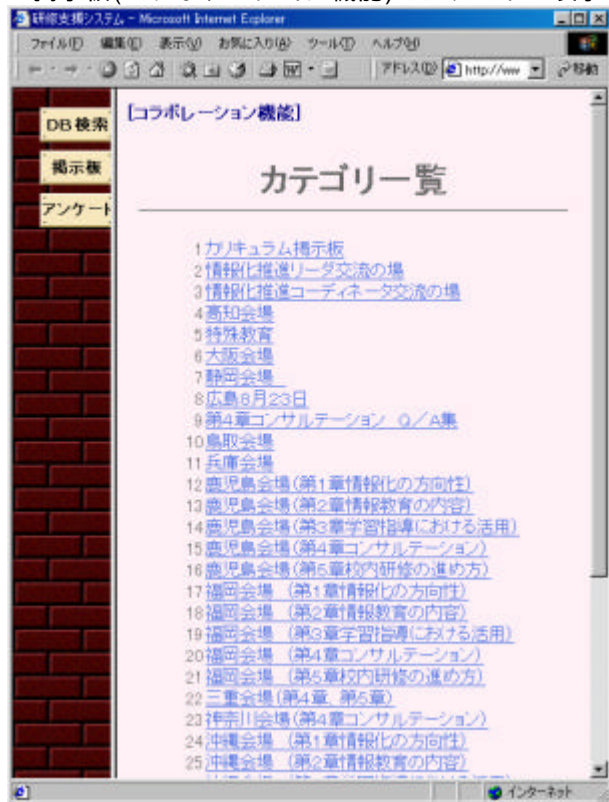 研修支援システム - Microsoft Internet Explorer
ファイル(F) 編集(E) 表示(V) お気に入り(A) ツール(T) ヘルプ(H)
アドレス(D) http://www 移動
DB検索
掲示板
アンケート
[コラボレーション機能]
カテゴリ一覧
1 カリキュラム掲示板
2 情報化推進リーダ交流の場
3 情報化推進コーディネータ交流の場
4 高知会場
5 特殊教育
6 大阪会場
7 静岡会場
8 広島8月23日
9 第4章コンサルテーション Q/A集
10 鳥取会場
11 兵庫会場
12 鹿児島会場(第1章情報化の方向性)
13 鹿児島会場(第2章情報教育の内容)
14 鹿児島会場(第3章学習指導における活用)
15 鹿児島会場(第4章コンサルテーション)
16 鹿児島会場(第5章校内研修の進め方)
17 福岡会場 (第1章情報化の方向性)
18 福岡会場 (第2章情報教育の内容)
19 福岡会場 (第3章学習指導における活用)
20 福岡会場 (第4章コンサルテーション)
21 福岡会場 (第5章校内研修の進め方)
22 三重会場(第4章、第5章)
23 神奈川会場(第4章コンサルテーション)
24 沖縄会場 (第1章情報化の方向性)
25 沖縄会場 (第2章情報教育の内容)
インターネット